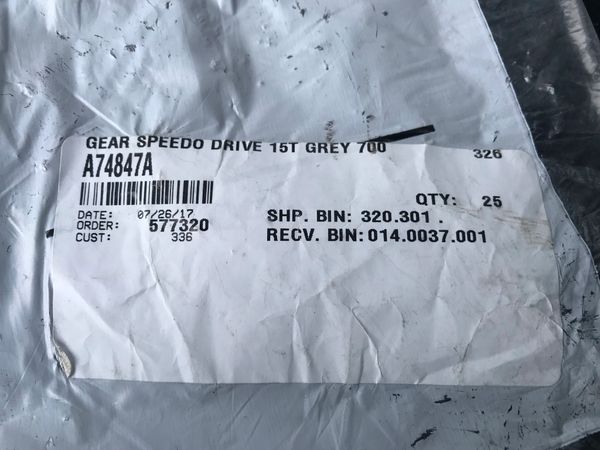 GEAR SPEEDO DRIVE 15T GREY 700 326
A74847A
QTY: 25
DATE: 07/26/17 SHP. BIN: 320.301 .
ORDER: 577320 RECV. BIN: 014.0037.001
CUST: 336